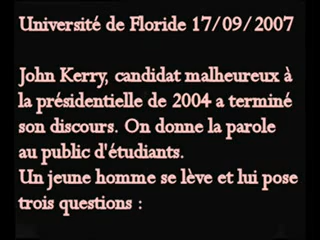 Université de Floride 17/09/2007
John Kerry, candidat malheureux à
la présidentielle de 2004 a terminé
son discours. On donne la parole
au public d'étudiants.
Un jeune homme se lève et lui pose
trois questions :